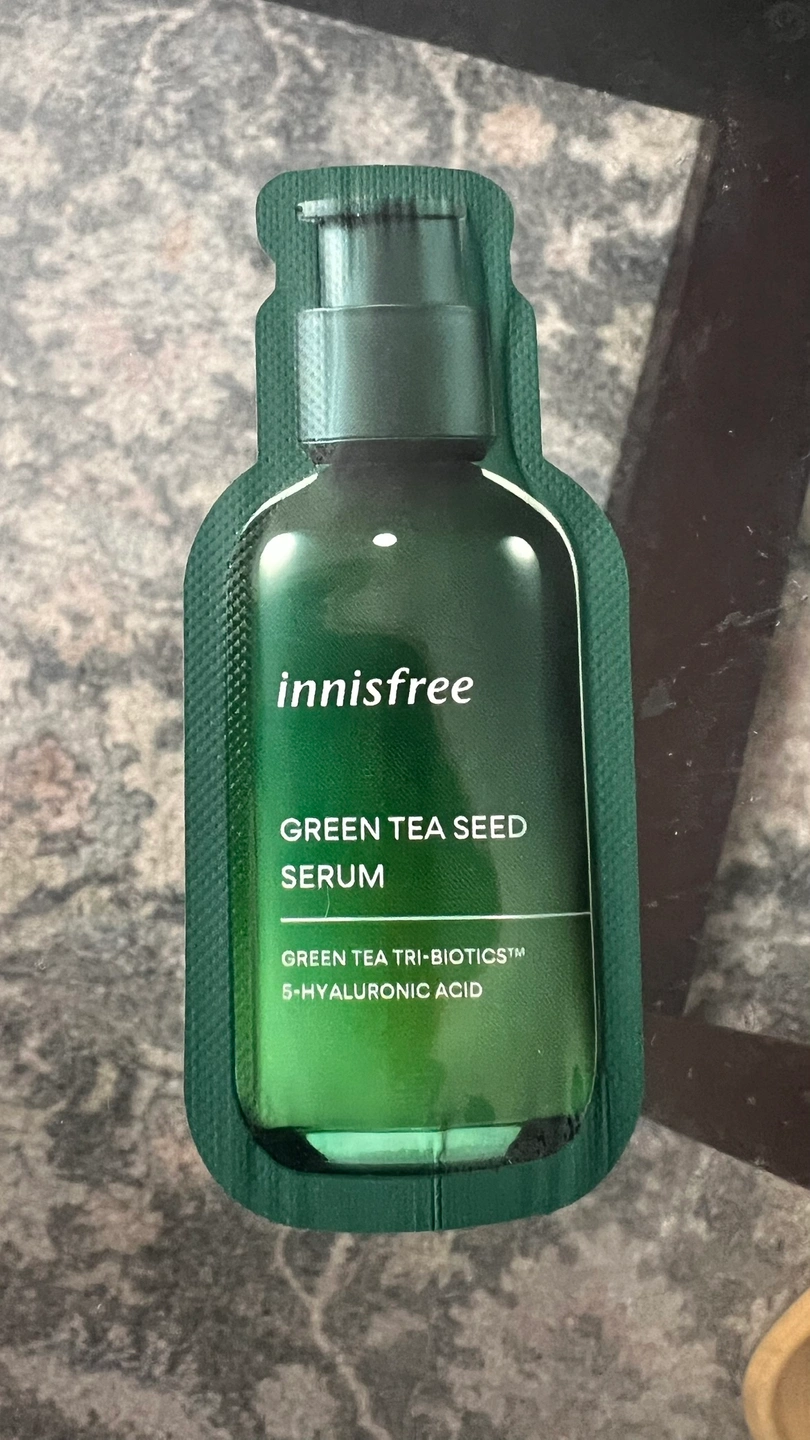 innisfree
GREEN TEA SEED
SERUM
GREEN TEA TRI-BIOTICS™
5-HYALURONIC ACID